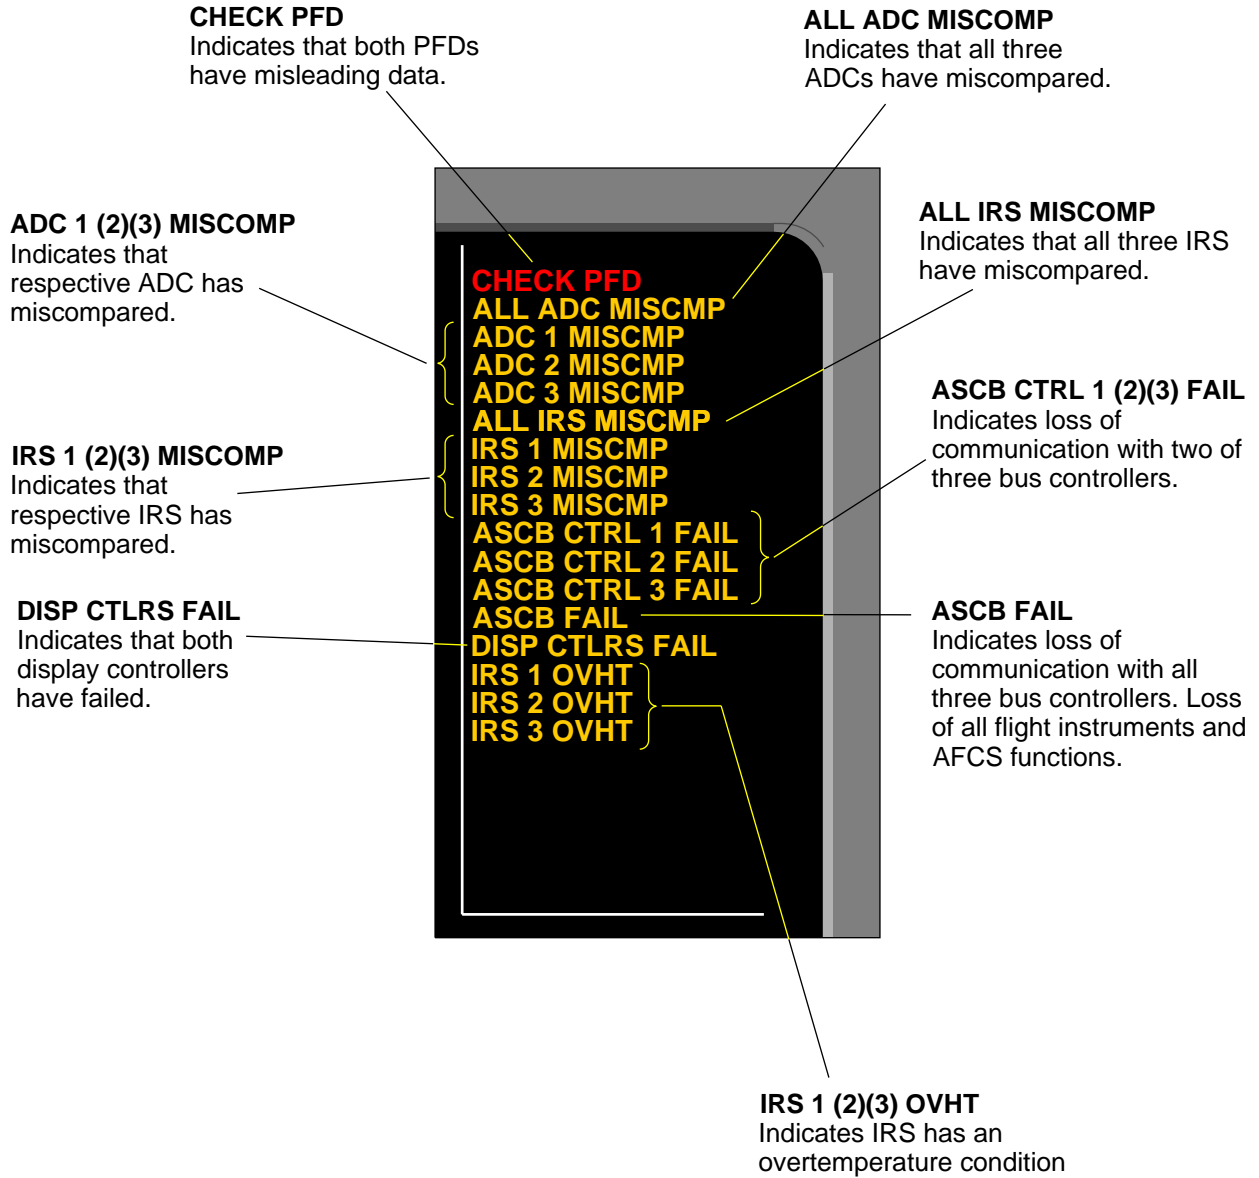 CHECK PFD
Indicates that both PFDs
have misleading data.
ALL ADC MISCOMP
Indicates that all three
ADCs have miscompared.
ADC 1 (2)(3) MISCOMP
Indicates that
respective ADC has
miscompared.
ALL IRS MISCOMP
Indicates that all three IRS
have miscompared.
CHECK PFD
ALL ADC MISCMP
ADC 1 MISCMP
ADC 2 MISCMP
ADC 3 MISCMP
ALL IRS MISCMP
IRS 1 MISCMP
IRS 2 MISCMP
IRS 3 MISCMP
ASCB CTRL 1 FAIL
ASCB CTRL 2 FAIL
ASCB CTRL 3 FAIL
ASCB FAIL
DISP CTLRS FAIL
IRS 1 OVHT
IRS 2 OVHT
IRS 3 OVHT
ASCB CTRL 1 (2)(3) FAIL
Indicates loss of
communication with two of
three bus controllers.
IRS 1 (2)(3) MISCOMP
Indicates that
respective IRS has
miscompared.
DISP CTLRS FAIL
Indicates that both
display controllers
have failed.
ASCB FAIL
Indicates loss of
communication with all
three bus controllers. Loss
of all flight instruments and
AFCS functions.
IRS 1 (2)(3) OVHT
Indicates IRS has an
overtemperature condition